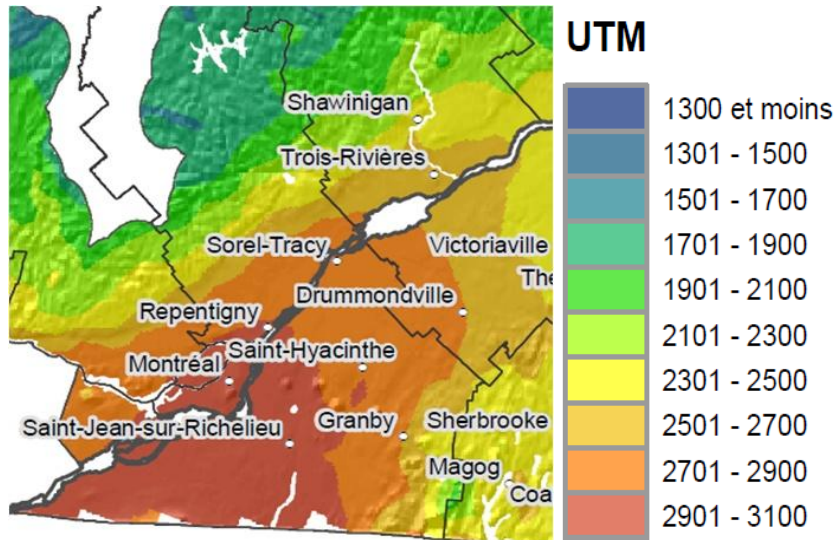 UTM
Shawinigan
Trois-Rivières
Sorel-Tracy
Victoriaville
The
Drummondville
Repentigny
Saint-Hyacinthe
Montréal
Granby
Sherbrooke
Saint-Jean-sur-Richelieu
Magog
Coa
1300 et moins
1301 - 1500
1501 - 1700
1701 - 1900
1901 - 2100
2101 - 2300
2301 - 2500
2501 - 2700
2701 - 2900
2901 - 3100